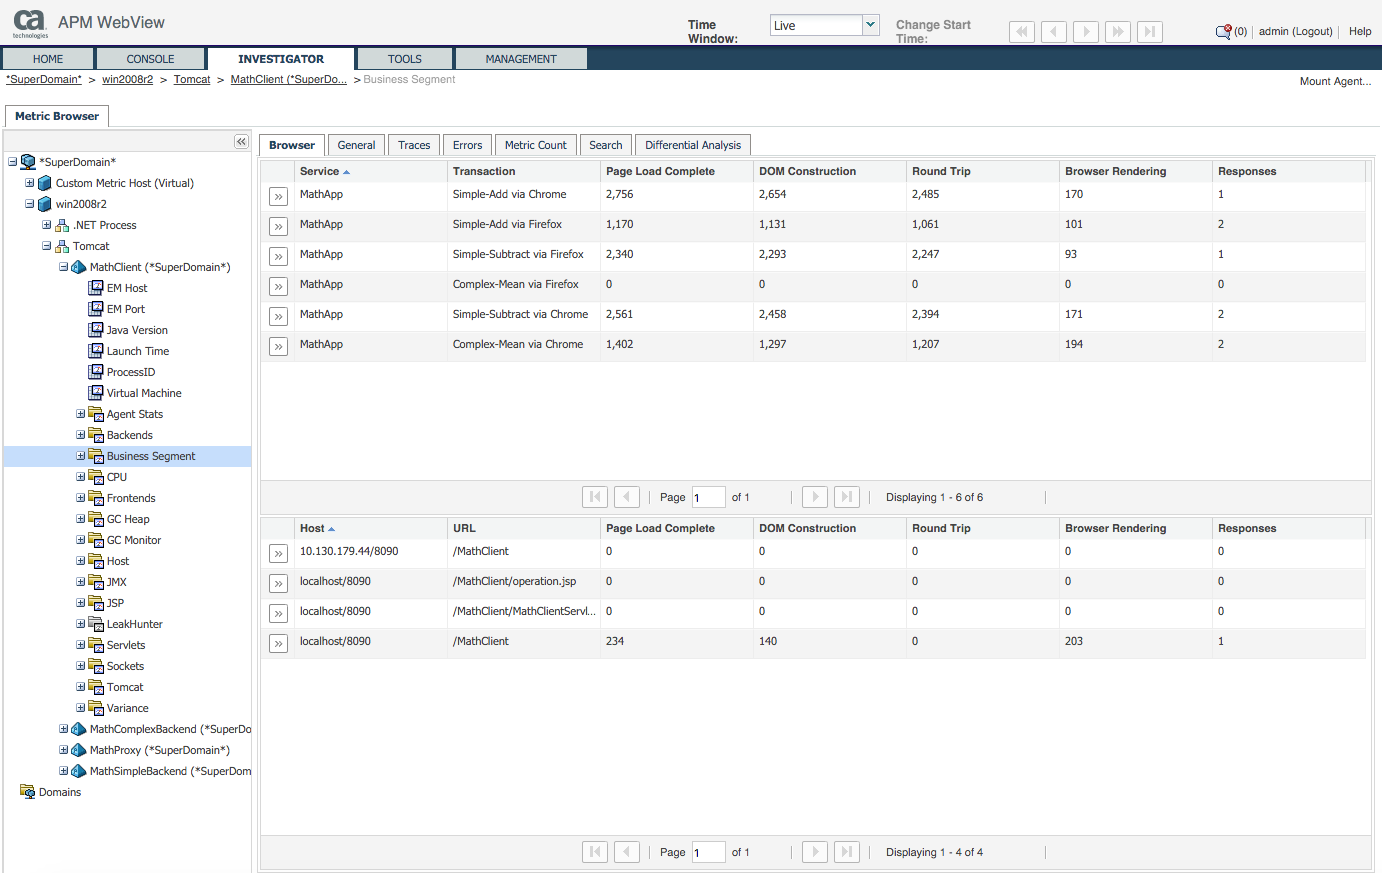 ca
technologies
APM WebView
Time
Window:
Live
Change Start
Time:
(0)
admin (Logout)
Help
HOME
CONSOLE
INVESTIGATOR
TOOLS
MANAGEMENT
*SuperDomain* > win2008r2 > Tomcat > MathClient (*SuperDo... > Business Segment
Mount Agent...
Metric Browser
*SuperDomain*
Custom Metric Host (Virtual)
win2008r2
.NET Process
Tomcat
MathClient (*SuperDomain*)
EM Host
EM Port
Java Version
Launch Time
ProcessID
Virtual Machine
Agent Stats
Backends
Business Segment
CPU
Frontends
GC Heap
GC Monitor
Host
JMX
JSP
LeakHunter
Servlets
Sockets
Tomcat
Variance
MathComplexBackend (*SuperDo
MathProxy (*SuperDomain*)
MathSimpleBackend (*SuperDom
Domains
Browser General Traces Errors Metric Count Search Differential Analysis
Service Transaction Page Load Complete DOM Construction Round Trip Browser Rendering Responses
MathApp Simple-Add via Chrome 2,756 2,654 2,485 170 1
MathApp Simple-Add via Firefox 1,170 1,131 1,061 101 2
MathApp Simple-Subtract via Firefox 2,340 2,293 2,247 93 1
MathApp Complex-Mean via Firefox 0 0 0 0 0
MathApp Simple-Subtract via Chrome 2,561 2,458 2,394 171 2
MathApp Complex-Mean via Chrome 1,402 1,297 1,207 194 2
Page 1 of 1 Displaying 1 - 6 of 6
Host URL Page Load Complete DOM Construction Round Trip Browser Rendering Responses
10.130.179.44/8090 /MathClient 0 0 0 0 0
localhost/8090 /MathClient/operation.jsp 0 0 0 0 0
localhost/8090 /MathClient/MathClientServl... 0 0 0 0 0
localhost/8090 /MathClient 234 140 0 203 1
Page 1 of 1 Displaying 1 - 4 of 4